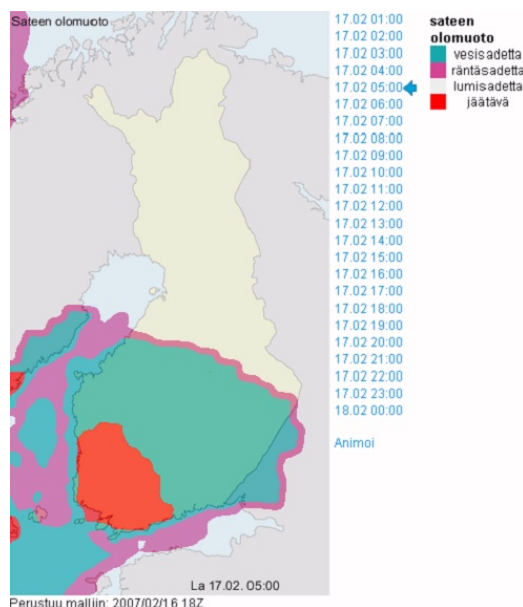 Sateen olomuoto
17.02 01:00
17.02 02:00
17.02 03:00
17.02 04:00
17.02 05:00
17.02 06:00
17.02 07:00
17.02 08:00
17.02 09:00
17.02 10:00
17.02 11:00
17.02 12:00
17.02 13:00
17.02 14:00
17.02 15:00
17.02 16:00
17.02 17:00
17.02 18:00
17.02 19:00
17.02 20:00
17.02 21:00
17.02 22:00
17.02 23:00
18.02 00:00
Animoi
sateen
olomuoto
vesisadetta
räntäsadetta
lumisadetta
jäätävä
La 17.02. 05:00
Perustuu malliin: 2007/02/16 18Z